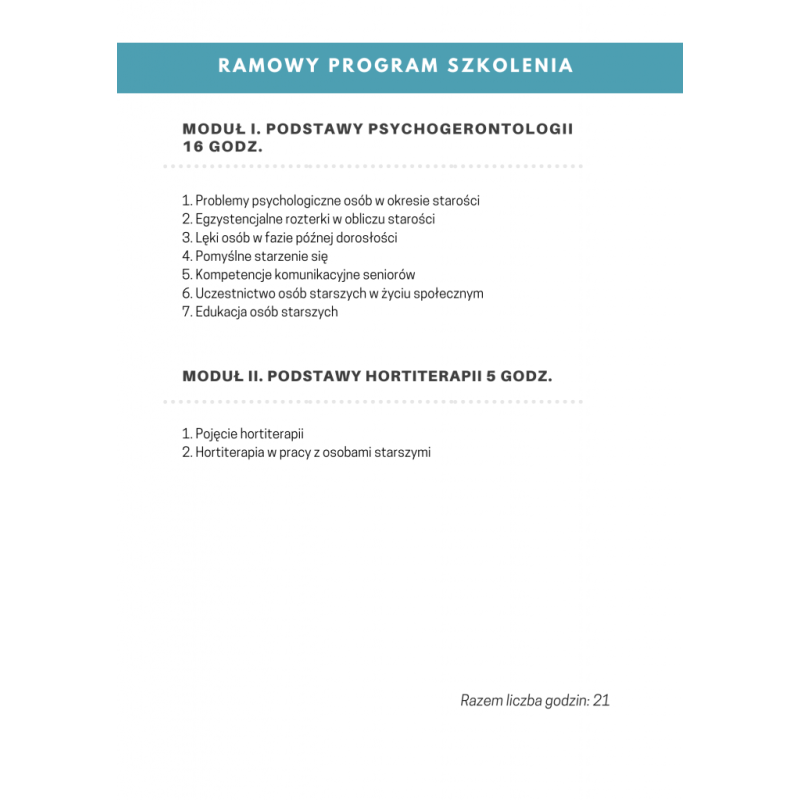 RAMOWY PROGRAM SZKOLENIA
MODUŁ I. PODSTAWY PSYCHOGERONTOLOGII
16 GODZ.
1. Problemy psychologiczne osób w okresie starości
2. Egzystencjalne rozterki w obliczu starości
3. Lęki osób w fazie późnej dorosłości
4. Pomyślne starzenie się
5. Kompetencje komunikacyjne seniorów
6. Uczestnictwo osób starszych w życiu społecznym
7. Edukacja osób starszych
MODUŁ II. PODSTAWY HORTITERAPII 5 GODZ.
1. Pojęcie hortiterapii
2. Hortiterapia w pracy z osobami starszymi
Razem liczba godzin: 21